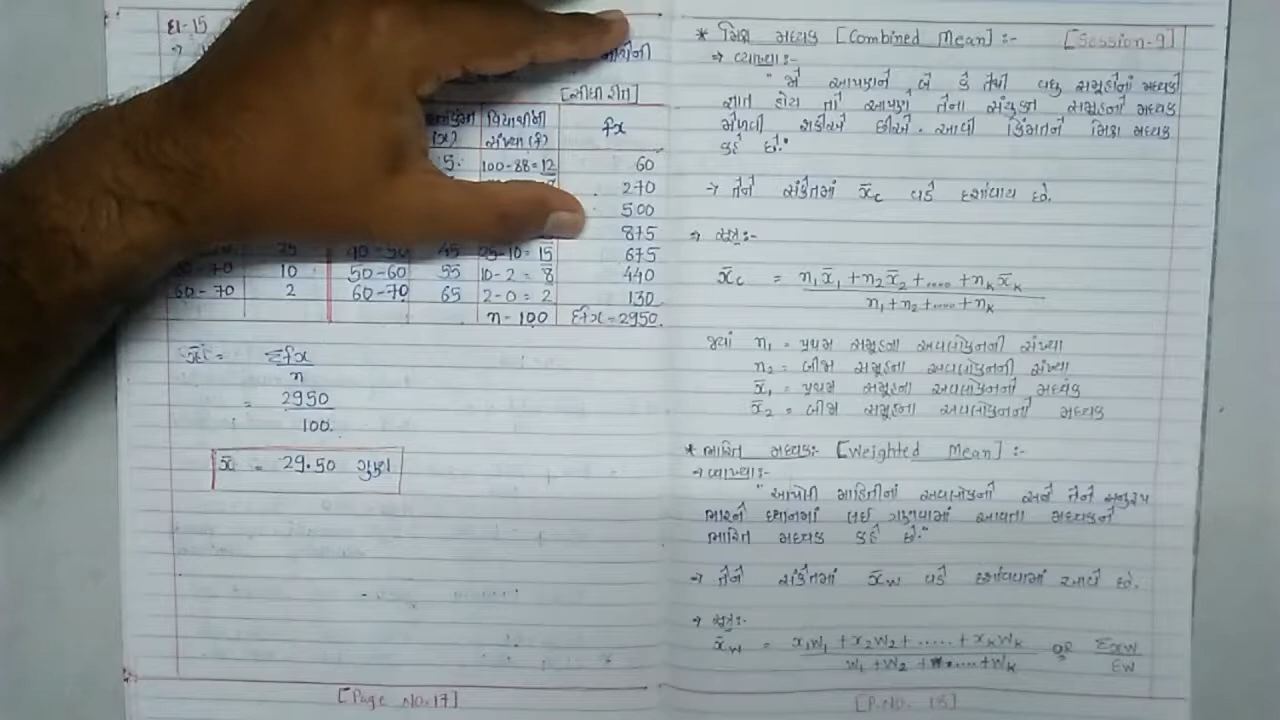 દા-15
[સીધી રીત]
(x) સંખ્યા (f) fx
5. 100-88=12 60
270
500
875
25 40-50 45 25-10=15 675
10 50-60 55 10-2=8 440
60-70 2 60-70 65 2-0=2 130
n-100 Σfx=2950
x̄ = Σfx
n
= 2950
100.
x̄ = 29.50 ગુણ
[Page No.17]
* મિશ્ર મધ્યક [Combined Mean] :- [Session-9]
→ વ્યાખ્યા :-
" જો આપણને બે કે તેથી વધુ સમૂહોનાં મધ્યકો
જ્ઞાત હોય તો આપણે તેના સંયુક્ત સમૂહનો મધ્યક
મેળવી શકીએ છીએ. આવી કિંમતને મિશ્ર મધ્યક
કહે છે."
→ તેને સંકેતમાં x̄c વડે દર્શાવાય છે.
→ સૂત્ર :-
x̄c = n₁x̄₁ + n₂x̄₂ + .... + nₖx̄ₖ
n₁ + n₂ + .... + nₖ
જ્યાં n₁ = પ્રથમ સમૂહના અવલોકનની સંખ્યા
n₂ = બીજા સમૂહના અવલોકનની સંખ્યા
x̄₁ = પ્રથમ સમૂહના અવલોકનનો મધ્યક
x̄₂ = બીજા સમૂહના અવલોકનનો મધ્યક
* ભારિત મધ્યક :- [Weighted Mean] :-
→ વ્યાખ્યા :-
" આપેલી માહિતીનાં અવલોકનો અને તેને અનુરૂપ
ભારને ધ્યાનમાં લઈ ગણવામાં આવતા મધ્યકને
ભારિત મધ્યક કહે છે."
→ તેને સંકેતમાં x̄w વડે દર્શાવવામાં આવે છે.
→ સૂત્ર :-
x̄w = x₁w₁ + x₂w₂ + ..... + xₖwₖ OR Σxw
w₁ + w₂ + ..... + wₖ Σw
[P.No. 18]